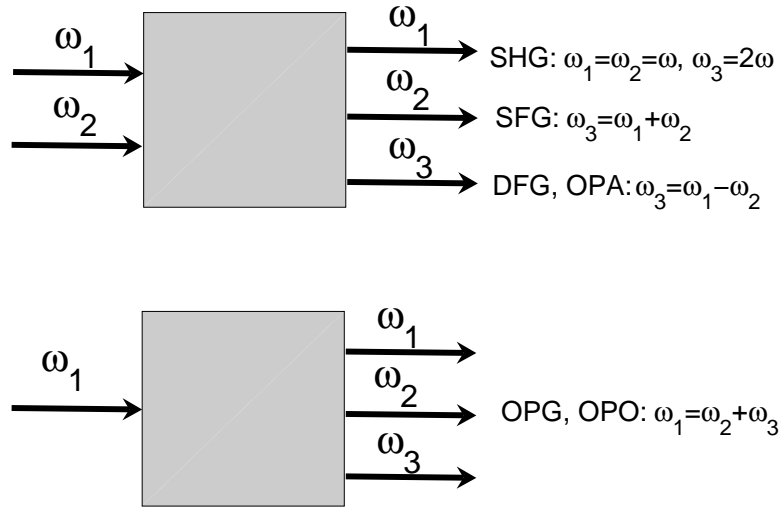 ω₁
ω₂
ω₁
ω₂
ω₃
SHG: ω₁=ω₂=ω, ω₃=2ω
SFG: ω₃=ω₁+ω₂
DFG, OPA: ω₃=ω₁−ω₂
ω₁
ω₁
ω₂
ω₃
OPG, OPO: ω₁=ω₂+ω₃